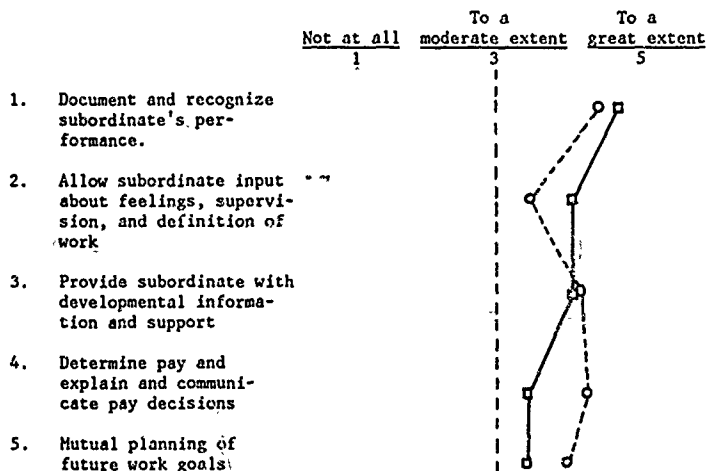 To a To a
Not at all moderate extent great extent
1 3 5
1. Document and recognize
subordinate's per-
formance.
2. Allow subordinate input
about feelings, supervi-
sion, and definition of
work
3. Provide subordinate with
developmental informa-
tion and support
4. Determine pay and
explain and communi-
cate pay decisions
5. Mutual planning of
future work goals